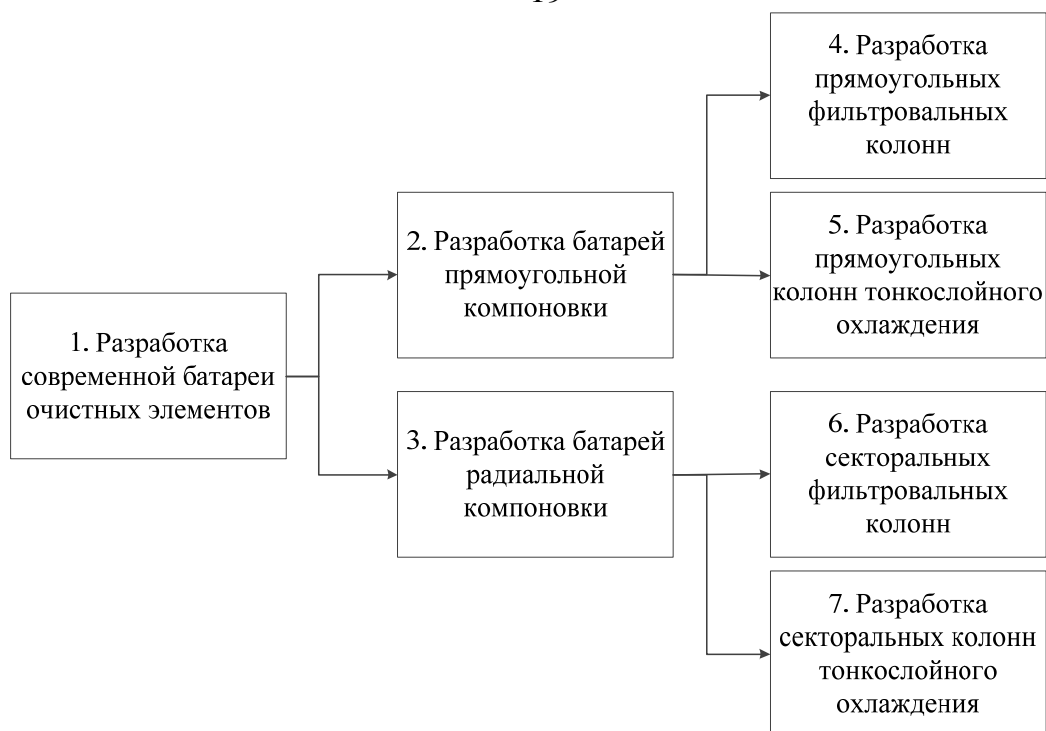 1. Разработка
современной батареи
очистных элементов
2. Разработка батарей
прямоугольной
компоновки
3. Разработка батарей
радиальной
компоновки
4. Разработка
прямоугольных
фильтровальных
колонн
5. Разработка
прямоугольных
колонн тонкослойного
охлаждения
6. Разработка
секторальных
фильтровальных
колонн
7. Разработка
секторальных колонн
тонкослойного
охлаждения